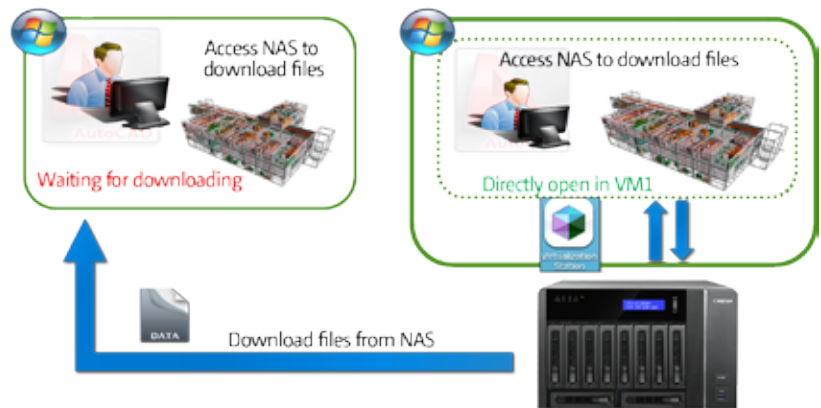 Access NAS to
download files
AutoCAD
Waiting for downloading
Access NAS to download files
Directly open in VM1
Virtualization
Station
DATA
Download files from NAS